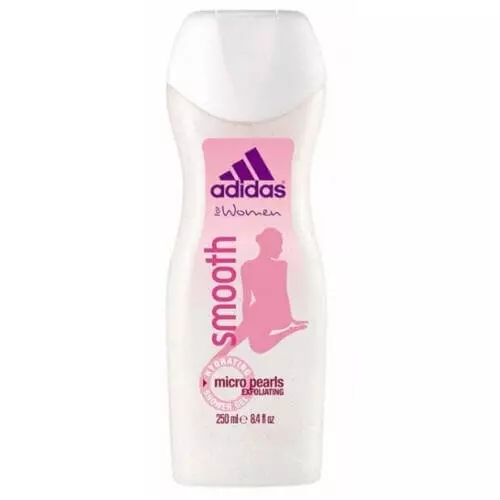 adidas
for Women
smooth
HYDRATING
SHOWER GEL
micro pearls
EXFOLIATING
250 ml e 8.4 fl oz